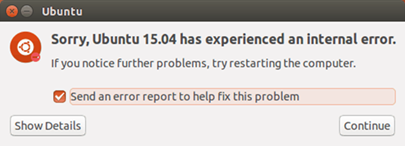 Ubuntu
Sorry, Ubuntu 15.04 has experienced an internal error.
If you notice further problems, try restarting the computer.
Send an error report to help fix this problem
Show Details
Continue